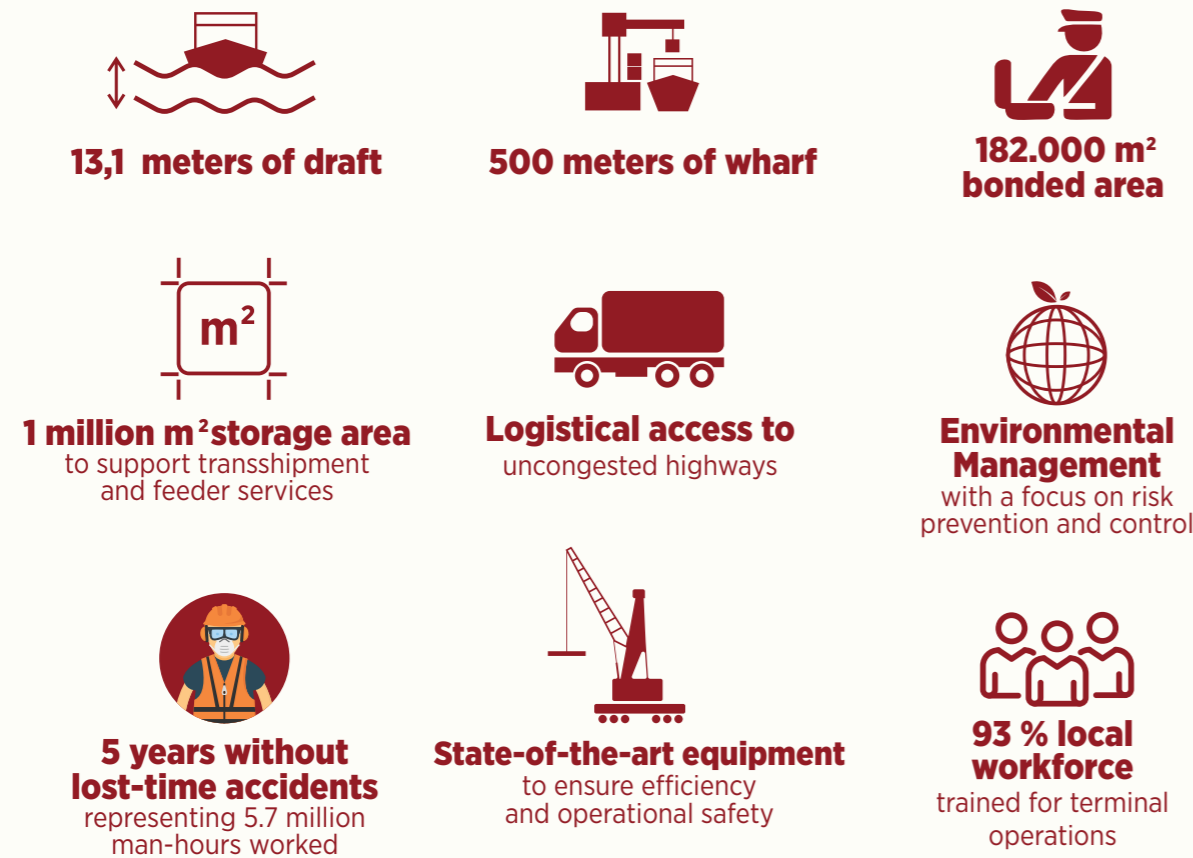 13,1 meters of draft
500 meters of wharf
182.000 m²
bonded area
m²
1 million m² storage area
to support transshipment
and feeder services
Logistical access to
uncongested highways
Environmental
Management
with a focus on risk
prevention and control
5 years without
lost-time accidents
representing 5.7 million
man-hours worked
State-of-the-art equipment
to ensure efficiency
and operational safety
93 % local
workforce
trained for terminal
operations